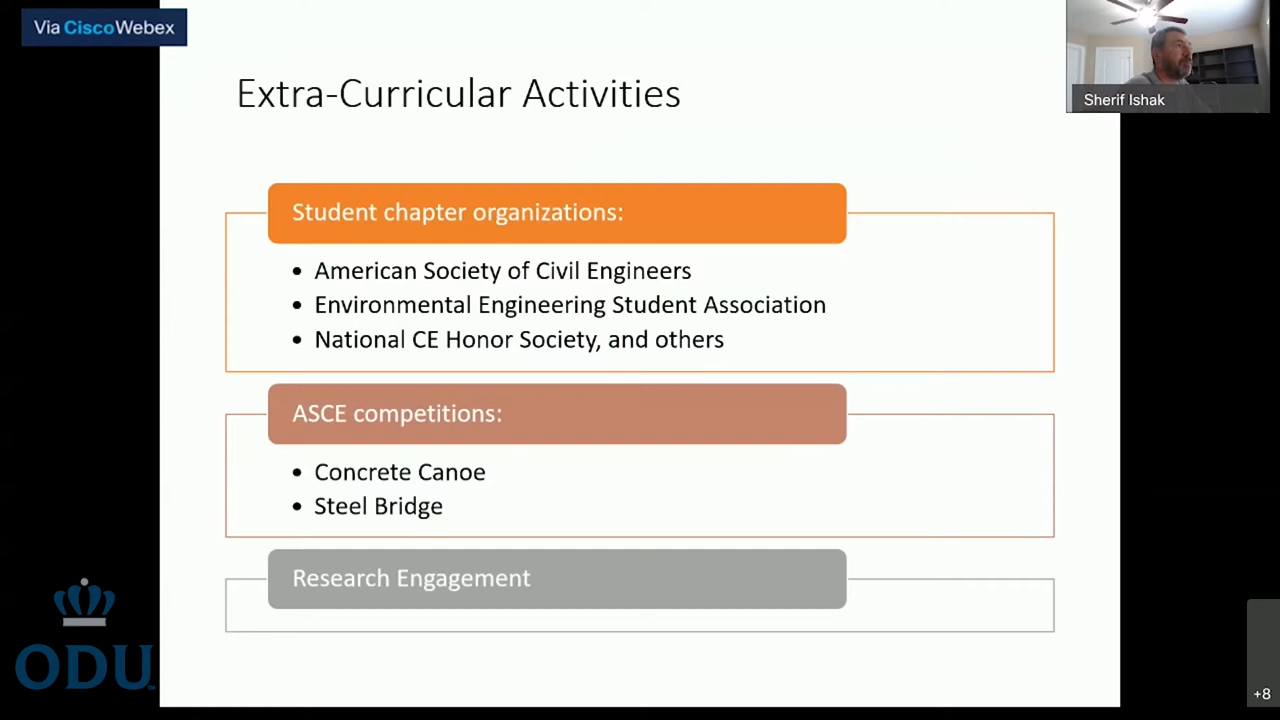 Via CiscoWebex
Sherif Ishak
Extra-Curricular Activities
Student chapter organizations:
• American Society of Civil Engineers
• Environmental Engineering Student Association
• National CE Honor Society, and others
ASCE competitions:
• Concrete Canoe
• Steel Bridge
Research Engagement
ODU
+8